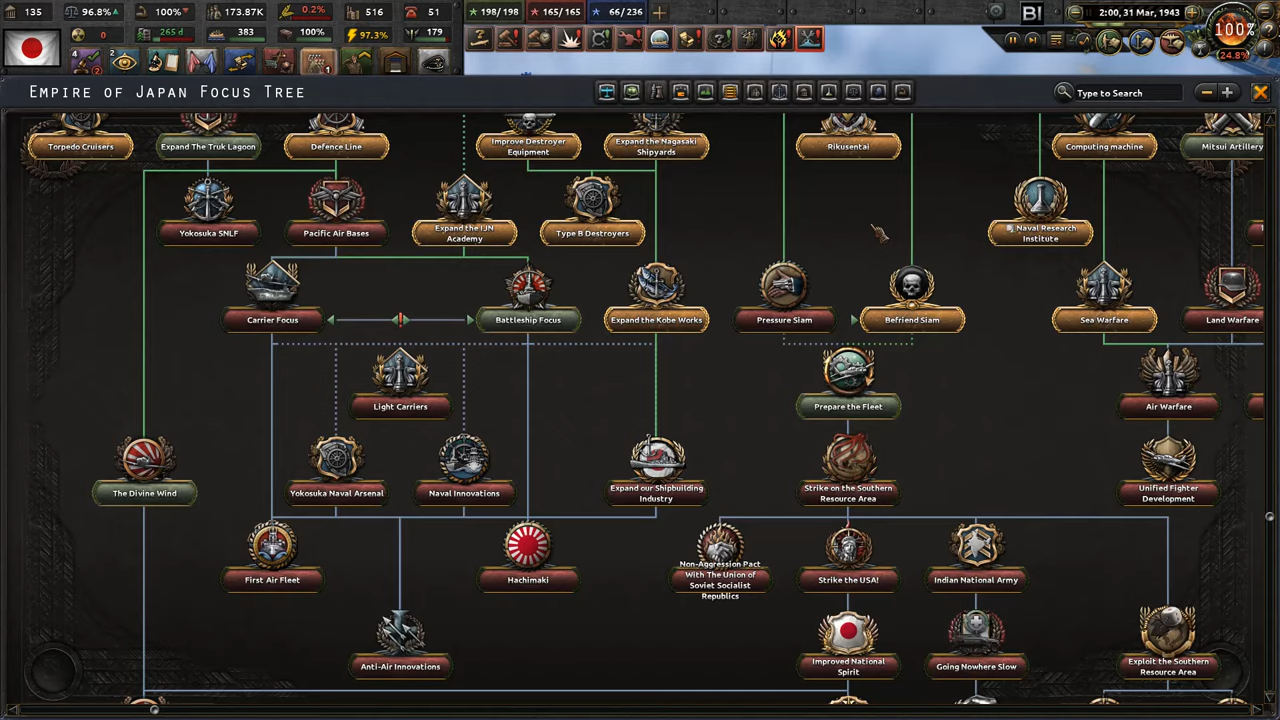 135
96.8%
100%
173.87K
0.2%
516
51
198/198
165/165
66/236
B!
2:00, 31 Mar, 1943
100%
0
265 d
383
100%
97.3%
179
24.8%
4
2
2
1
Empire of Japan Focus Tree
Type to Search
Torpedo Cruisers
Expand The Truk Lagoon
Defence Line
Improve Destroyer
Equipment
Expand the Nagasaki
Shipyards
Rikusentai
Computing machine
Mitsui Artillery
Yokosuka SNLF
Pacific Air Bases
Expand the IJN
Academy
Type B Destroyers
Naval Research
Institute
Carrier Focus
Battleship Focus
Expand the Kobe Works
Pressure Siam
Befriend Siam
Sea Warfare
Land Warfare
Light Carriers
Prepare the Fleet
Air Warfare
The Divine Wind
Yokosuka Naval Arsenal
Naval Innovations
Expand our Shipbuilding
Industry
Strike on the Southern
Resource Area
Unified Fighter
Development
First Air Fleet
Hachimaki
Non-Aggression Pact
With The Union of
Soviet Socialist
Republics
Strike the USA!
Indian National Army
Anti-Air Innovations
Improved National
Spirit
Going Nowhere Slow
Exploit the Southern
Resource Area